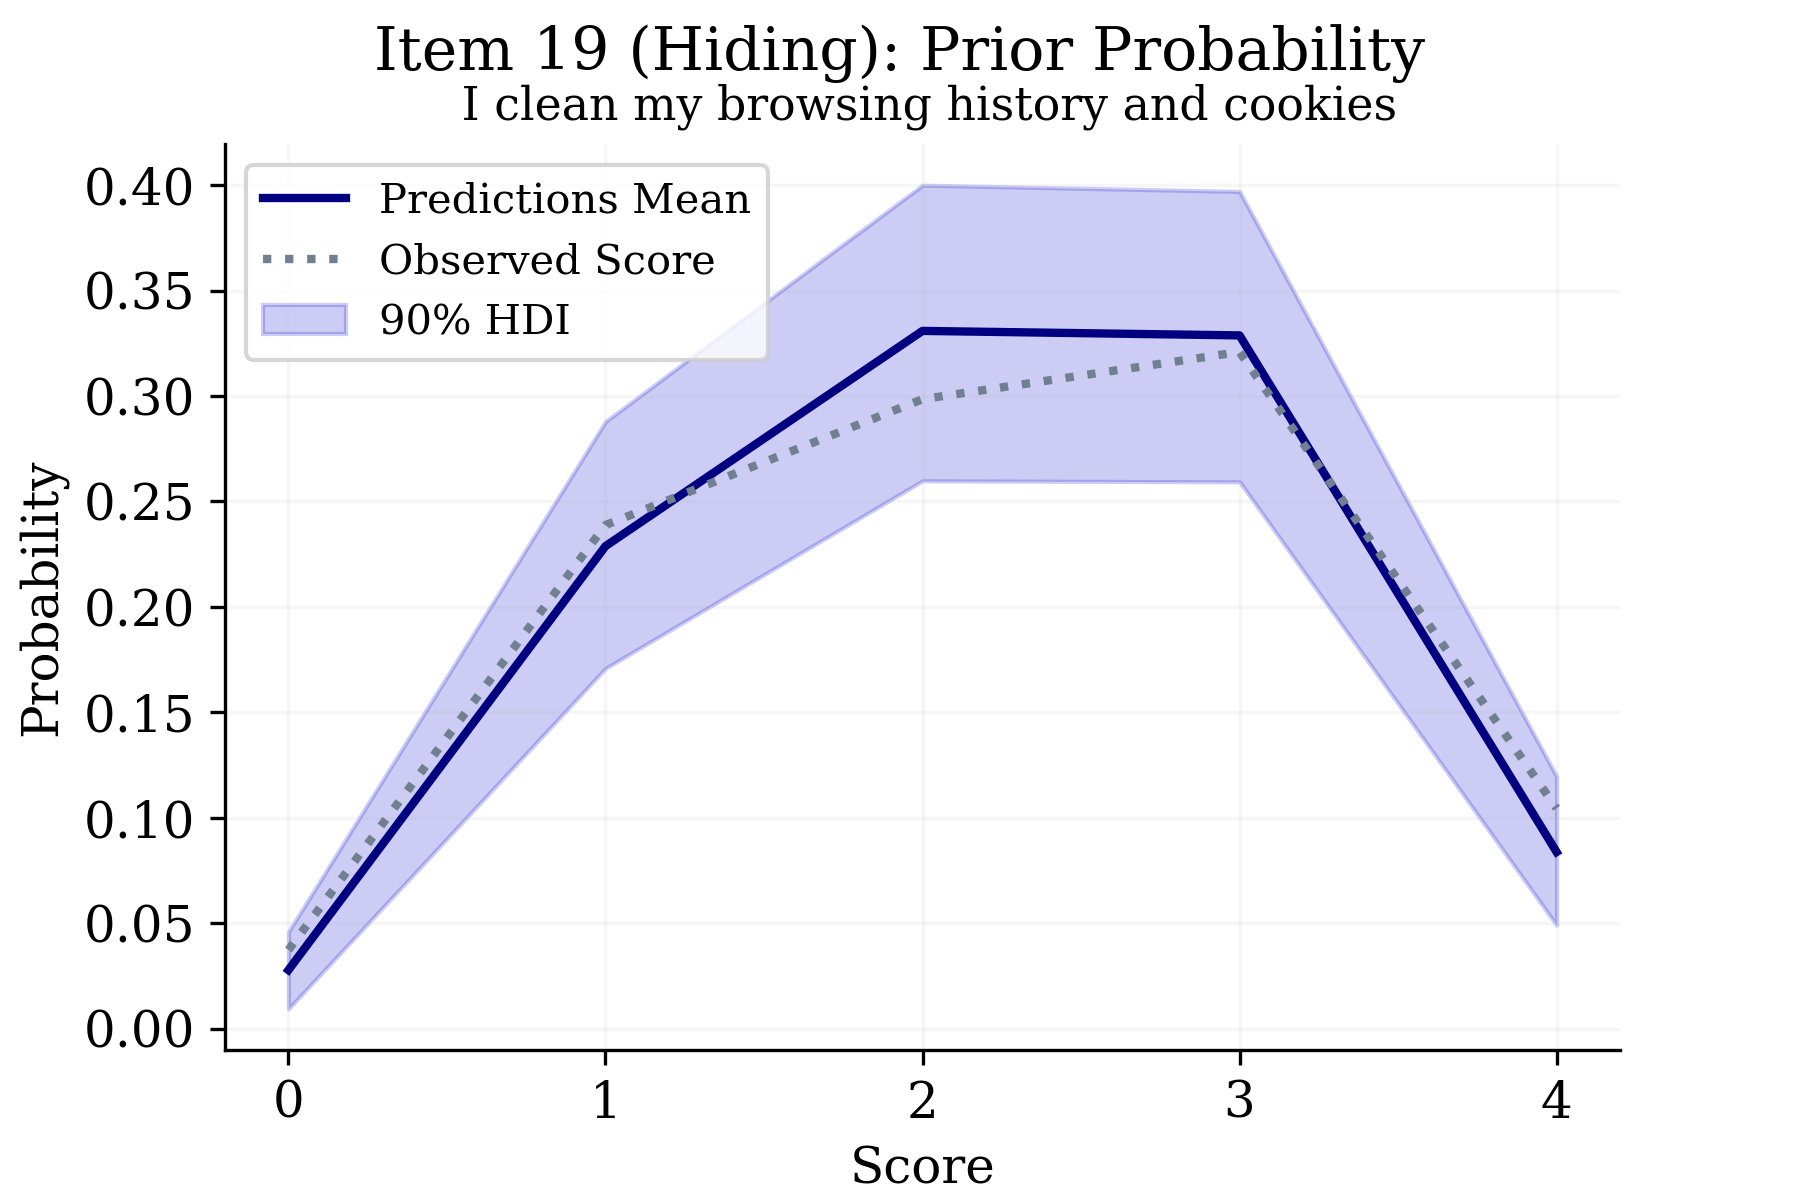 Item 19 (Hiding): Prior Probability
I clean my browsing history and cookies
Predictions Mean
Observed Score
90% HDI
0.40
0.35
0.30
0.25
0.20
0.15
0.10
0.05
0.00
Probability
0 1 2 3 4
Score